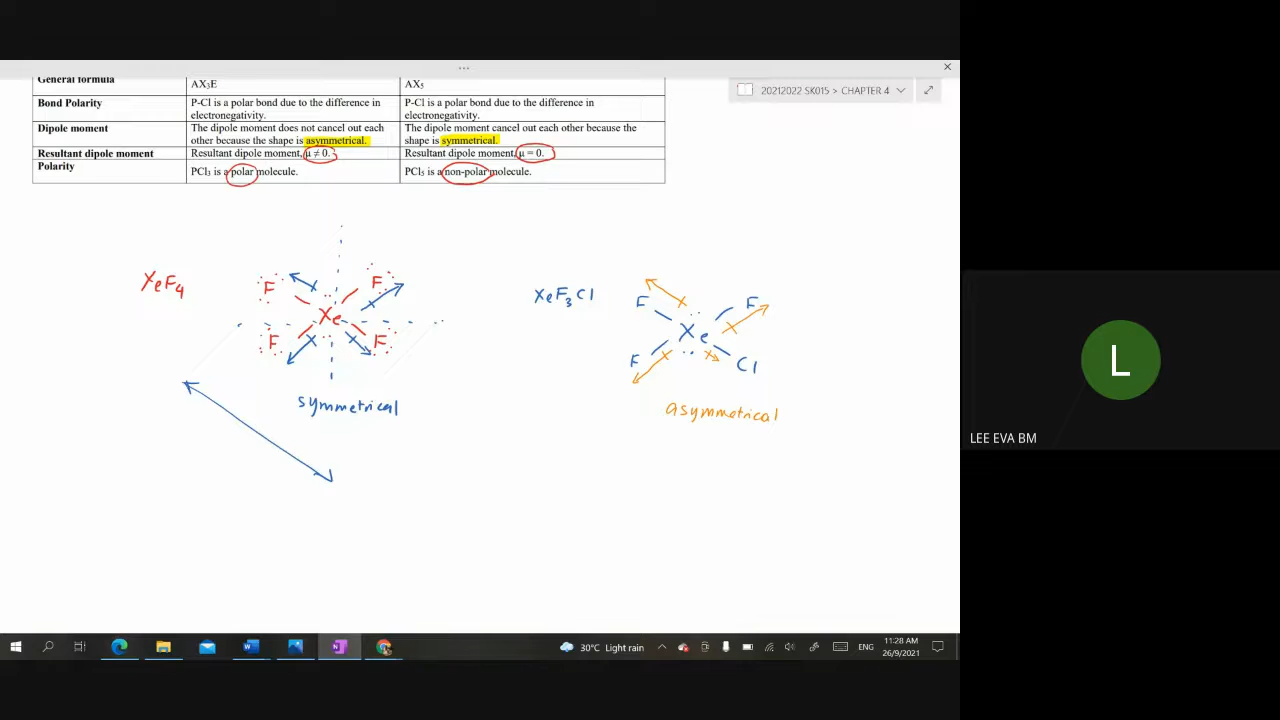 General formula
AX₃E
AX₅
Bond Polarity
P-Cl is a polar bond due to the difference in
electronegativity.
P-Cl is a polar bond due to the difference in
electronegativity.
Dipole moment
The dipole moment does not cancel out each
other because the shape is asymmetrical.
The dipole moment cancel out each other because the
shape is symmetrical.
Resultant dipole moment
Resultant dipole moment, μ ≠ 0.
Resultant dipole moment, μ = 0.
Polarity
PCl₃ is a polar molecule.
PCl₅ is a non-polar molecule.
20212022 SK015 > CHAPTER 4
XeF₄
F
F
Xe
F
F
symmetrical
XeF₃Cl
F
F
Xe
F
Cl
asymmetrical
L
LEE EVA BM
30°C Light rain
ENG
11:28 AM
26/9/2021